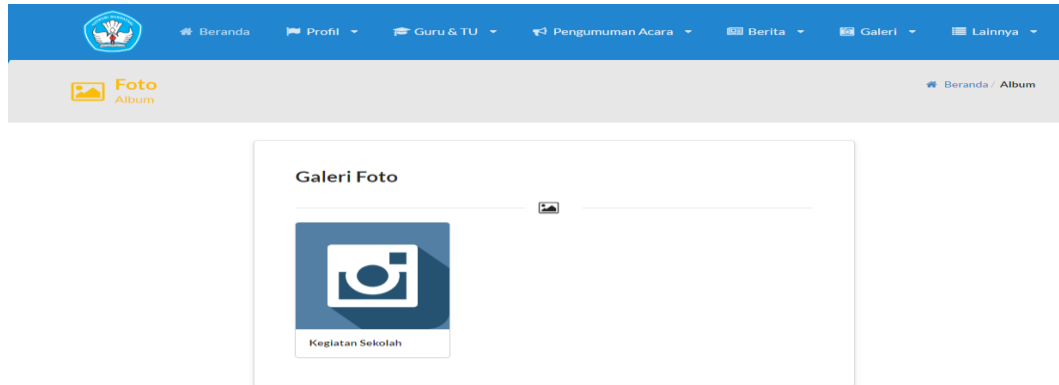 Beranda Profil Guru & TU Pengumuman Acara Berita Galeri Lainnya
Foto
Album
Beranda / Album
Galeri Foto
Kegiatan Sekolah